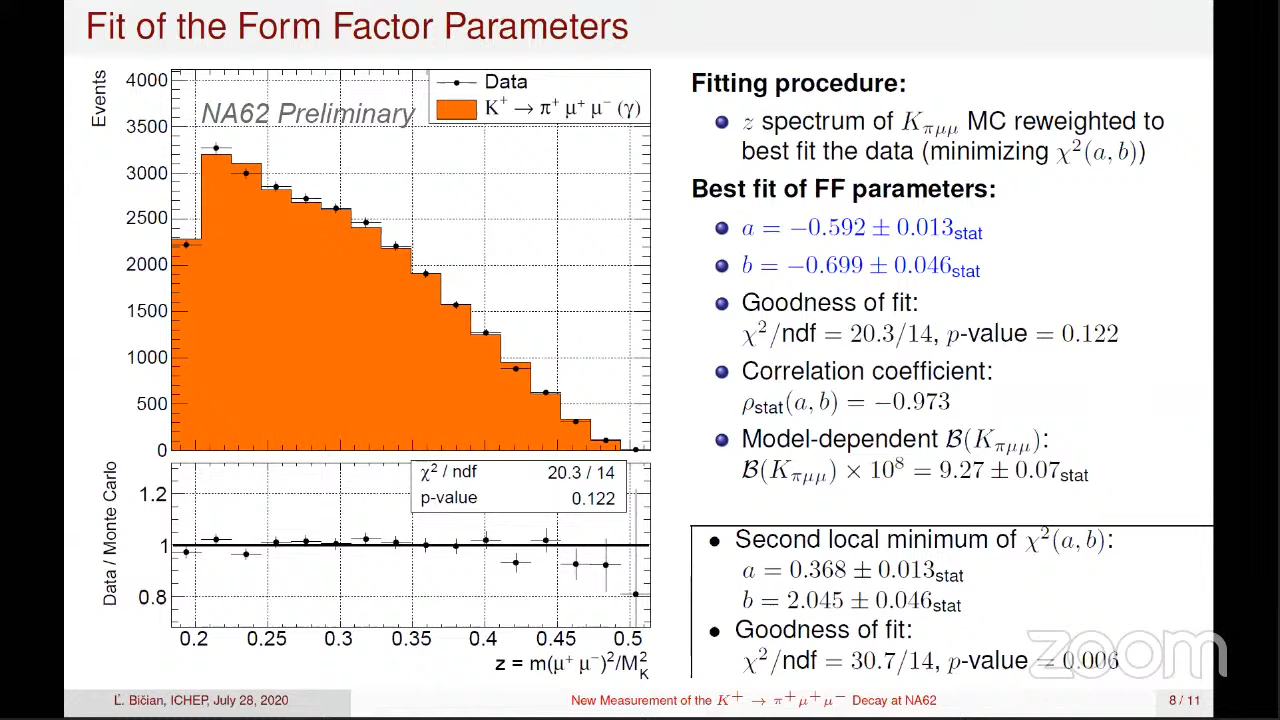 Fit of the Form Factor Parameters
Events
4000
3500
3000
2500
2000
1500
1000
500
0
NA62 Preliminary
Data
K⁺ → π⁺ μ⁺ μ⁻ (γ)
Data / Monte Carlo
1.2
1
0.8
χ² / ndf 20.3 / 14
p-value 0.122
0.2 0.25 0.3 0.35 0.4 0.45 0.5
z = m(μ⁺ μ⁻)²/M²_K
Fitting procedure:
z spectrum of K_πμμ MC reweighted to
best fit the data (minimizing χ²(a, b))
Best fit of FF parameters:
a = −0.592 ± 0.013_stat
b = −0.699 ± 0.046_stat
Goodness of fit:
χ²/ndf = 20.3/14, p-value = 0.122
Correlation coefficient:
ρ_stat(a, b) = −0.973
Model-dependent ℬ(K_πμμ):
ℬ(K_πμμ) × 10⁸ = 9.27 ± 0.07_stat
Second local minimum of χ²(a, b):
a = 0.368 ± 0.013_stat
b = 2.045 ± 0.046_stat
Goodness of fit:
χ²/ndf = 30.7/14, p-value = 0.006
zoom
Ľ. Bičian, ICHEP, July 28, 2020
New Measurement of the K⁺ → π⁺ μ⁺ μ⁻ Decay at NA62
8 / 11